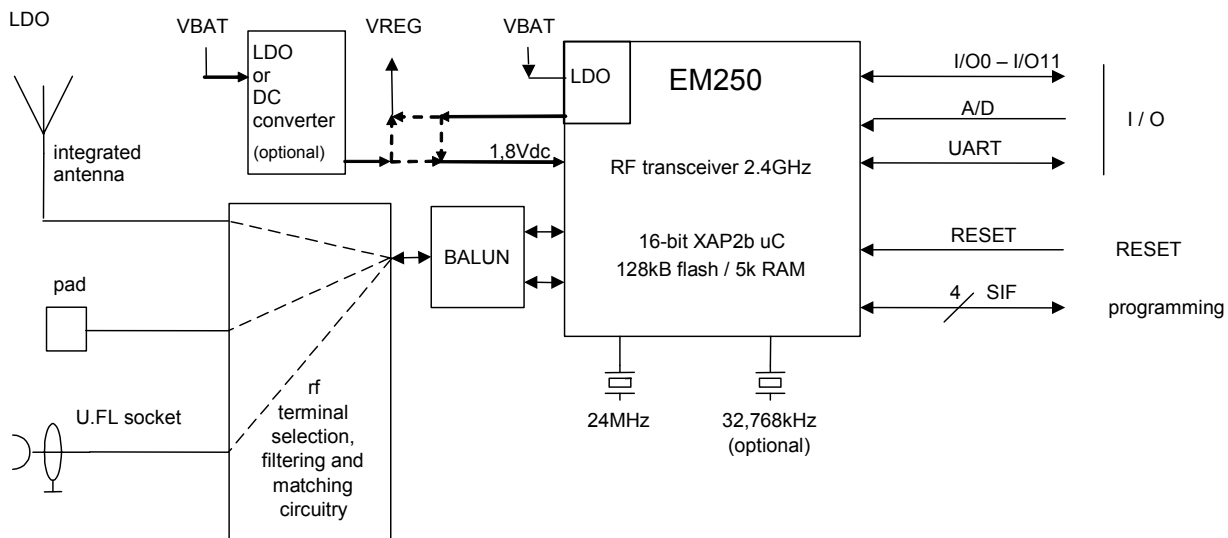 LDO
VBAT
LDO
or
DC
converter
(optional)
VREG
VBAT
LDO
EM250
RF transceiver 2.4GHz
16-bit XAP2b uC
128kB flash / 5k RAM
1,8Vdc
I/O0 – I/O11
A/D
UART
I / O
RESET
RESET
4
SIF
programming
integrated
antenna
BALUN
pad
U.FL socket
rf
terminal
selection,
filtering and
matching
circuitry
24MHz
32,768kHz
(optional)